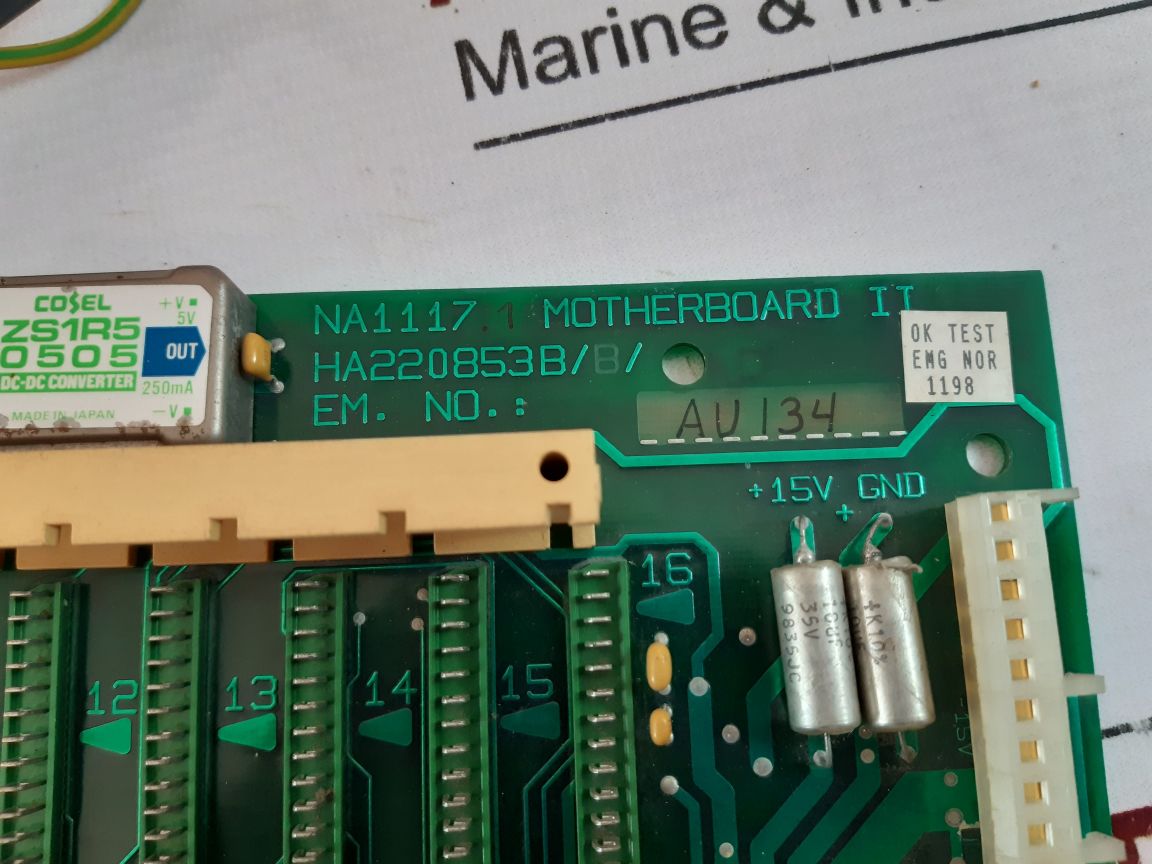 Marine &
COSEL
+V
5V
ZS1R5
0505
OUT
DC-DC CONVERTER
250mA
MADE IN JAPAN
-V
NA1117.1 MOTHERBOARD II
HA220853B/B/
EM. NO.:
AU134
OK TEST
EMG NOR
1198
+15V GND
+
16
10UF
35V
9835JC
±K10%
12
13
14
15
-15V